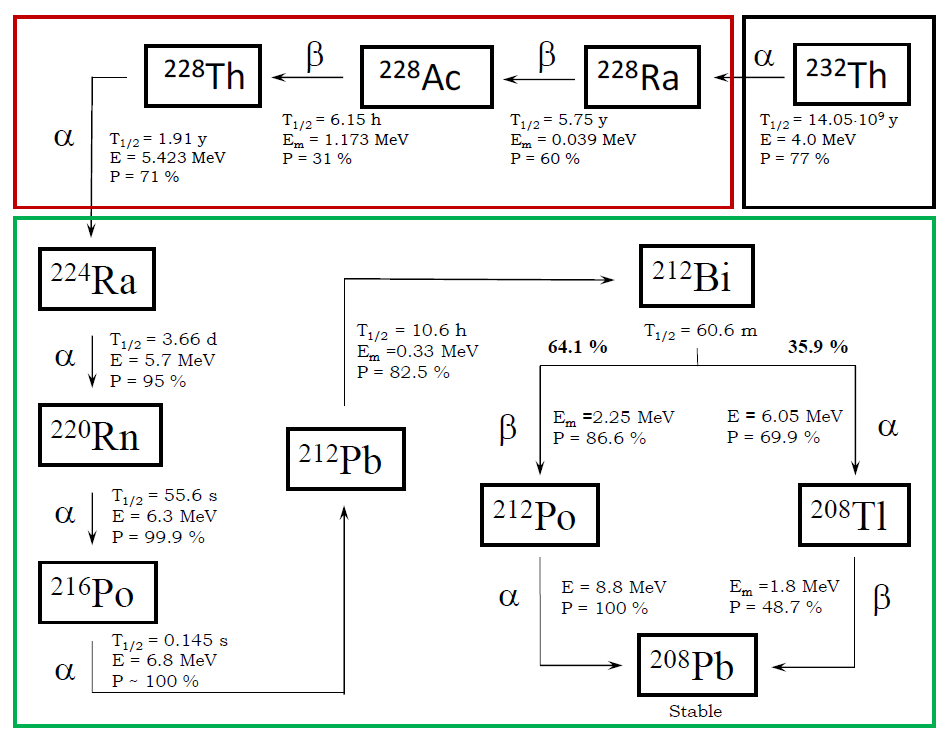 ²²⁸Th
β
²²⁸Ac
β
²²⁸Ra
α
²³²Th
α
T1/2 = 1.91 y
E = 5.423 MeV
P = 71 %
T1/2 = 6.15 h
Em = 1.173 MeV
P = 31 %
T1/2 = 5.75 y
Em = 0.039 MeV
P = 60 %
T1/2 = 14.05·10⁹ y
E = 4.0 MeV
P = 77 %
²²⁴Ra
α
T1/2 = 3.66 d
E = 5.7 MeV
P = 95 %
²²⁰Rn
α
T1/2 = 55.6 s
E = 6.3 MeV
P = 99.9 %
²¹⁶Po
α
T1/2 = 0.145 s
E = 6.8 MeV
P ~ 100 %
²¹²Pb
T1/2 = 10.6 h
Em =0.33 MeV
P = 82.5 %
²¹²Bi
T1/2 = 60.6 m
64.1 %
35.9 %
β
Em =2.25 MeV
P = 86.6 %
E = 6.05 MeV
P = 69.9 %
α
²¹²Po
²⁰⁸Tl
α
E = 8.8 MeV
P = 100 %
Em =1.8 MeV
P = 48.7 %
β
²⁰⁸Pb
Stable